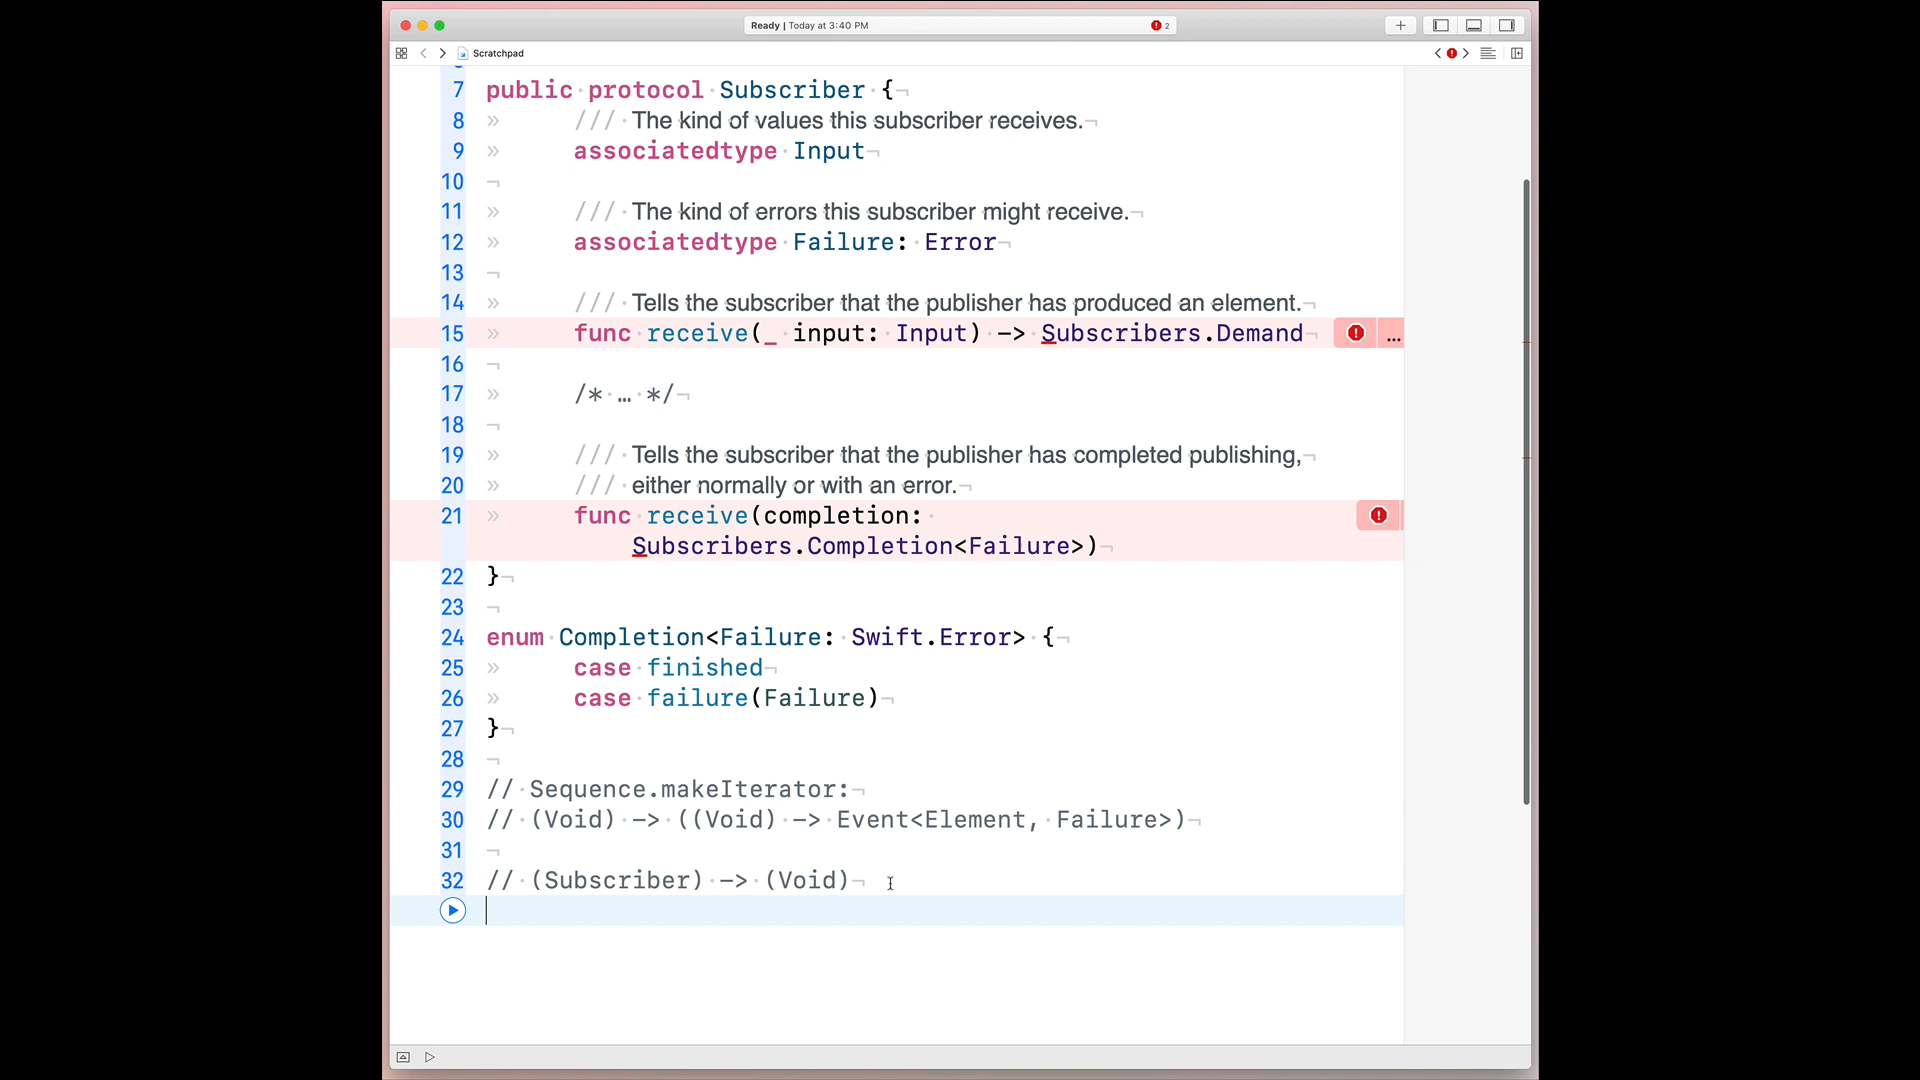 Ready | Today at 3:40 PM
2
Scratchpad
7 public protocol Subscriber {
8 /// The kind of values this subscriber receives.
9 associatedtype Input
10
11 /// The kind of errors this subscriber might receive.
12 associatedtype Failure: Error
13
14 /// Tells the subscriber that the publisher has produced an element.
15 func receive(_ input: Input) -> Subscribers.Demand
...
16
17 /* … */
18
19 /// Tells the subscriber that the publisher has completed publishing,
20 /// either normally or with an error.
21 func receive(completion:
Subscribers.Completion<Failure>)
22 }
23
24 enum Completion<Failure: Swift.Error> {
25 case finished
26 case failure(Failure)
27 }
28
29 // Sequence.makeIterator:
30 // (Void) -> ((Void) -> Event<Element, Failure>)
31
32 // (Subscriber) -> (Void)